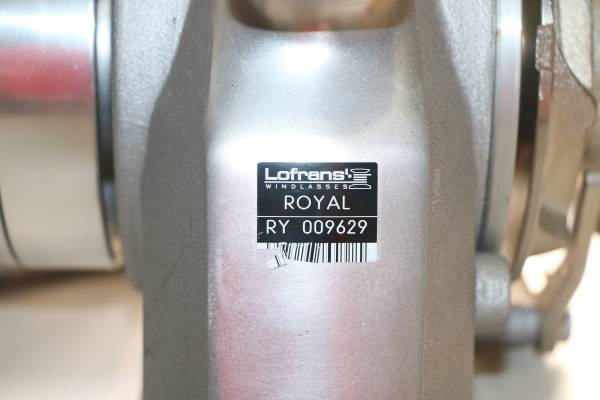 Lofrans'
WINDLASSES
ROYAL
RY 009629